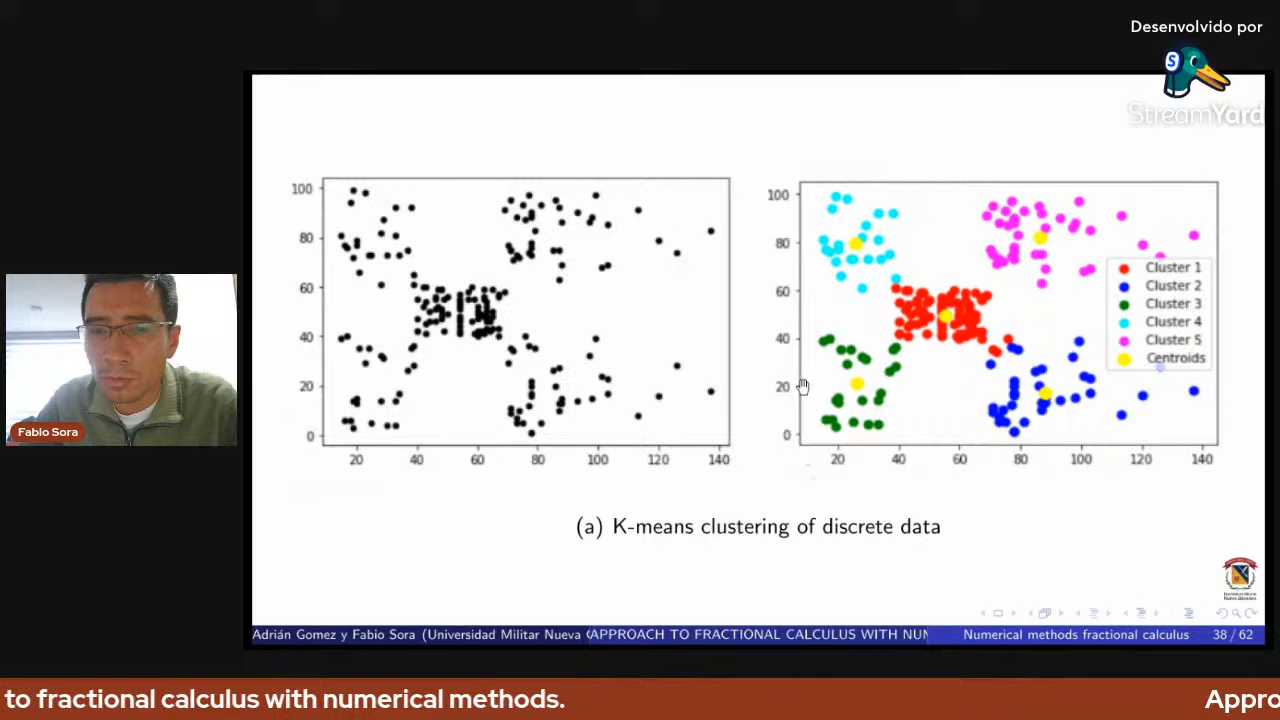 Desenvolvido por
StreamYard
100
80
60
40
20
0
20 40 60 80 100 120 140
100
80
60
40
20
0
20 40 60 80 100 120 140
Cluster 1
Cluster 2
Cluster 3
Cluster 4
Cluster 5
Centroids
Fabio Sora
(a) K-means clustering of discrete data
Adrián Gomez y Fabio Sora (Universidad Militar Nueva
APPROACH TO FRACTIONAL CALCULUS WITH NUM
Numerical methods fractional calculus
38 / 62
to fractional calculus with numerical methods.
Appro